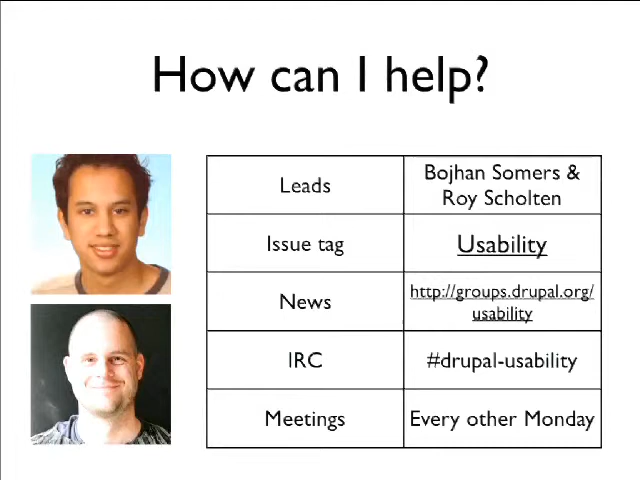 How can I help?
Leads
Bojhan Somers &
Roy Scholten
Issue tag
Usability
News
http://groups.drupal.org/
usability
IRC
#drupal-usability
Meetings
Every other Monday